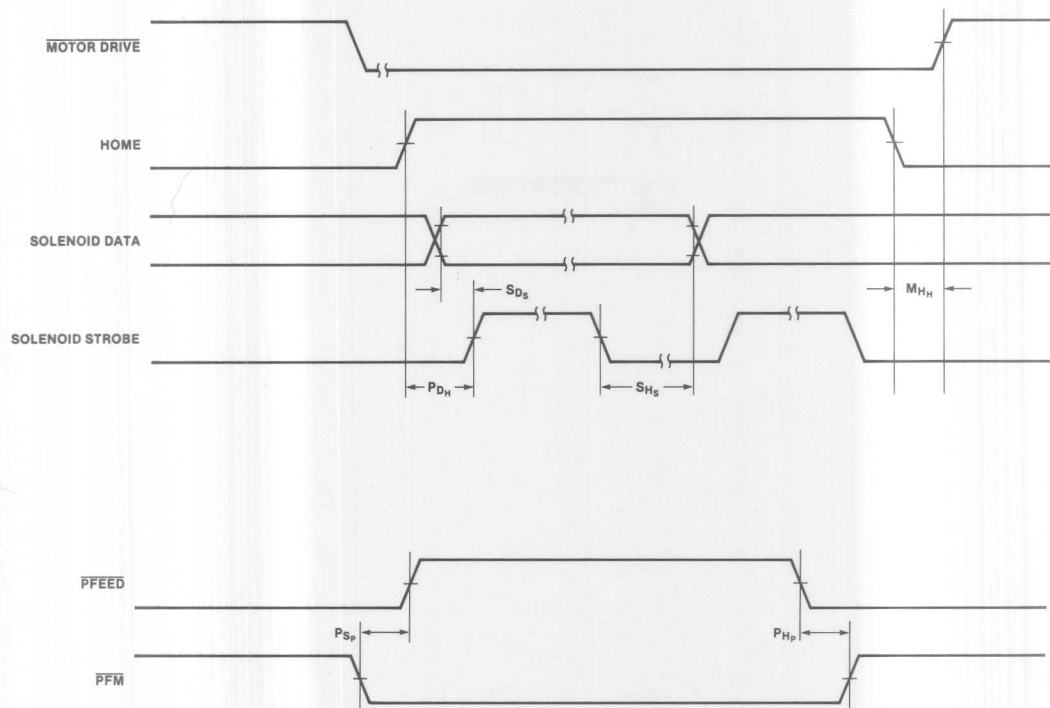 MOTOR DRIVE
HOME
SOLENOID DATA
SDS
MHH
SOLENOID STROBE
PDH
SHS
PFEED
PSP
PHP
PFM